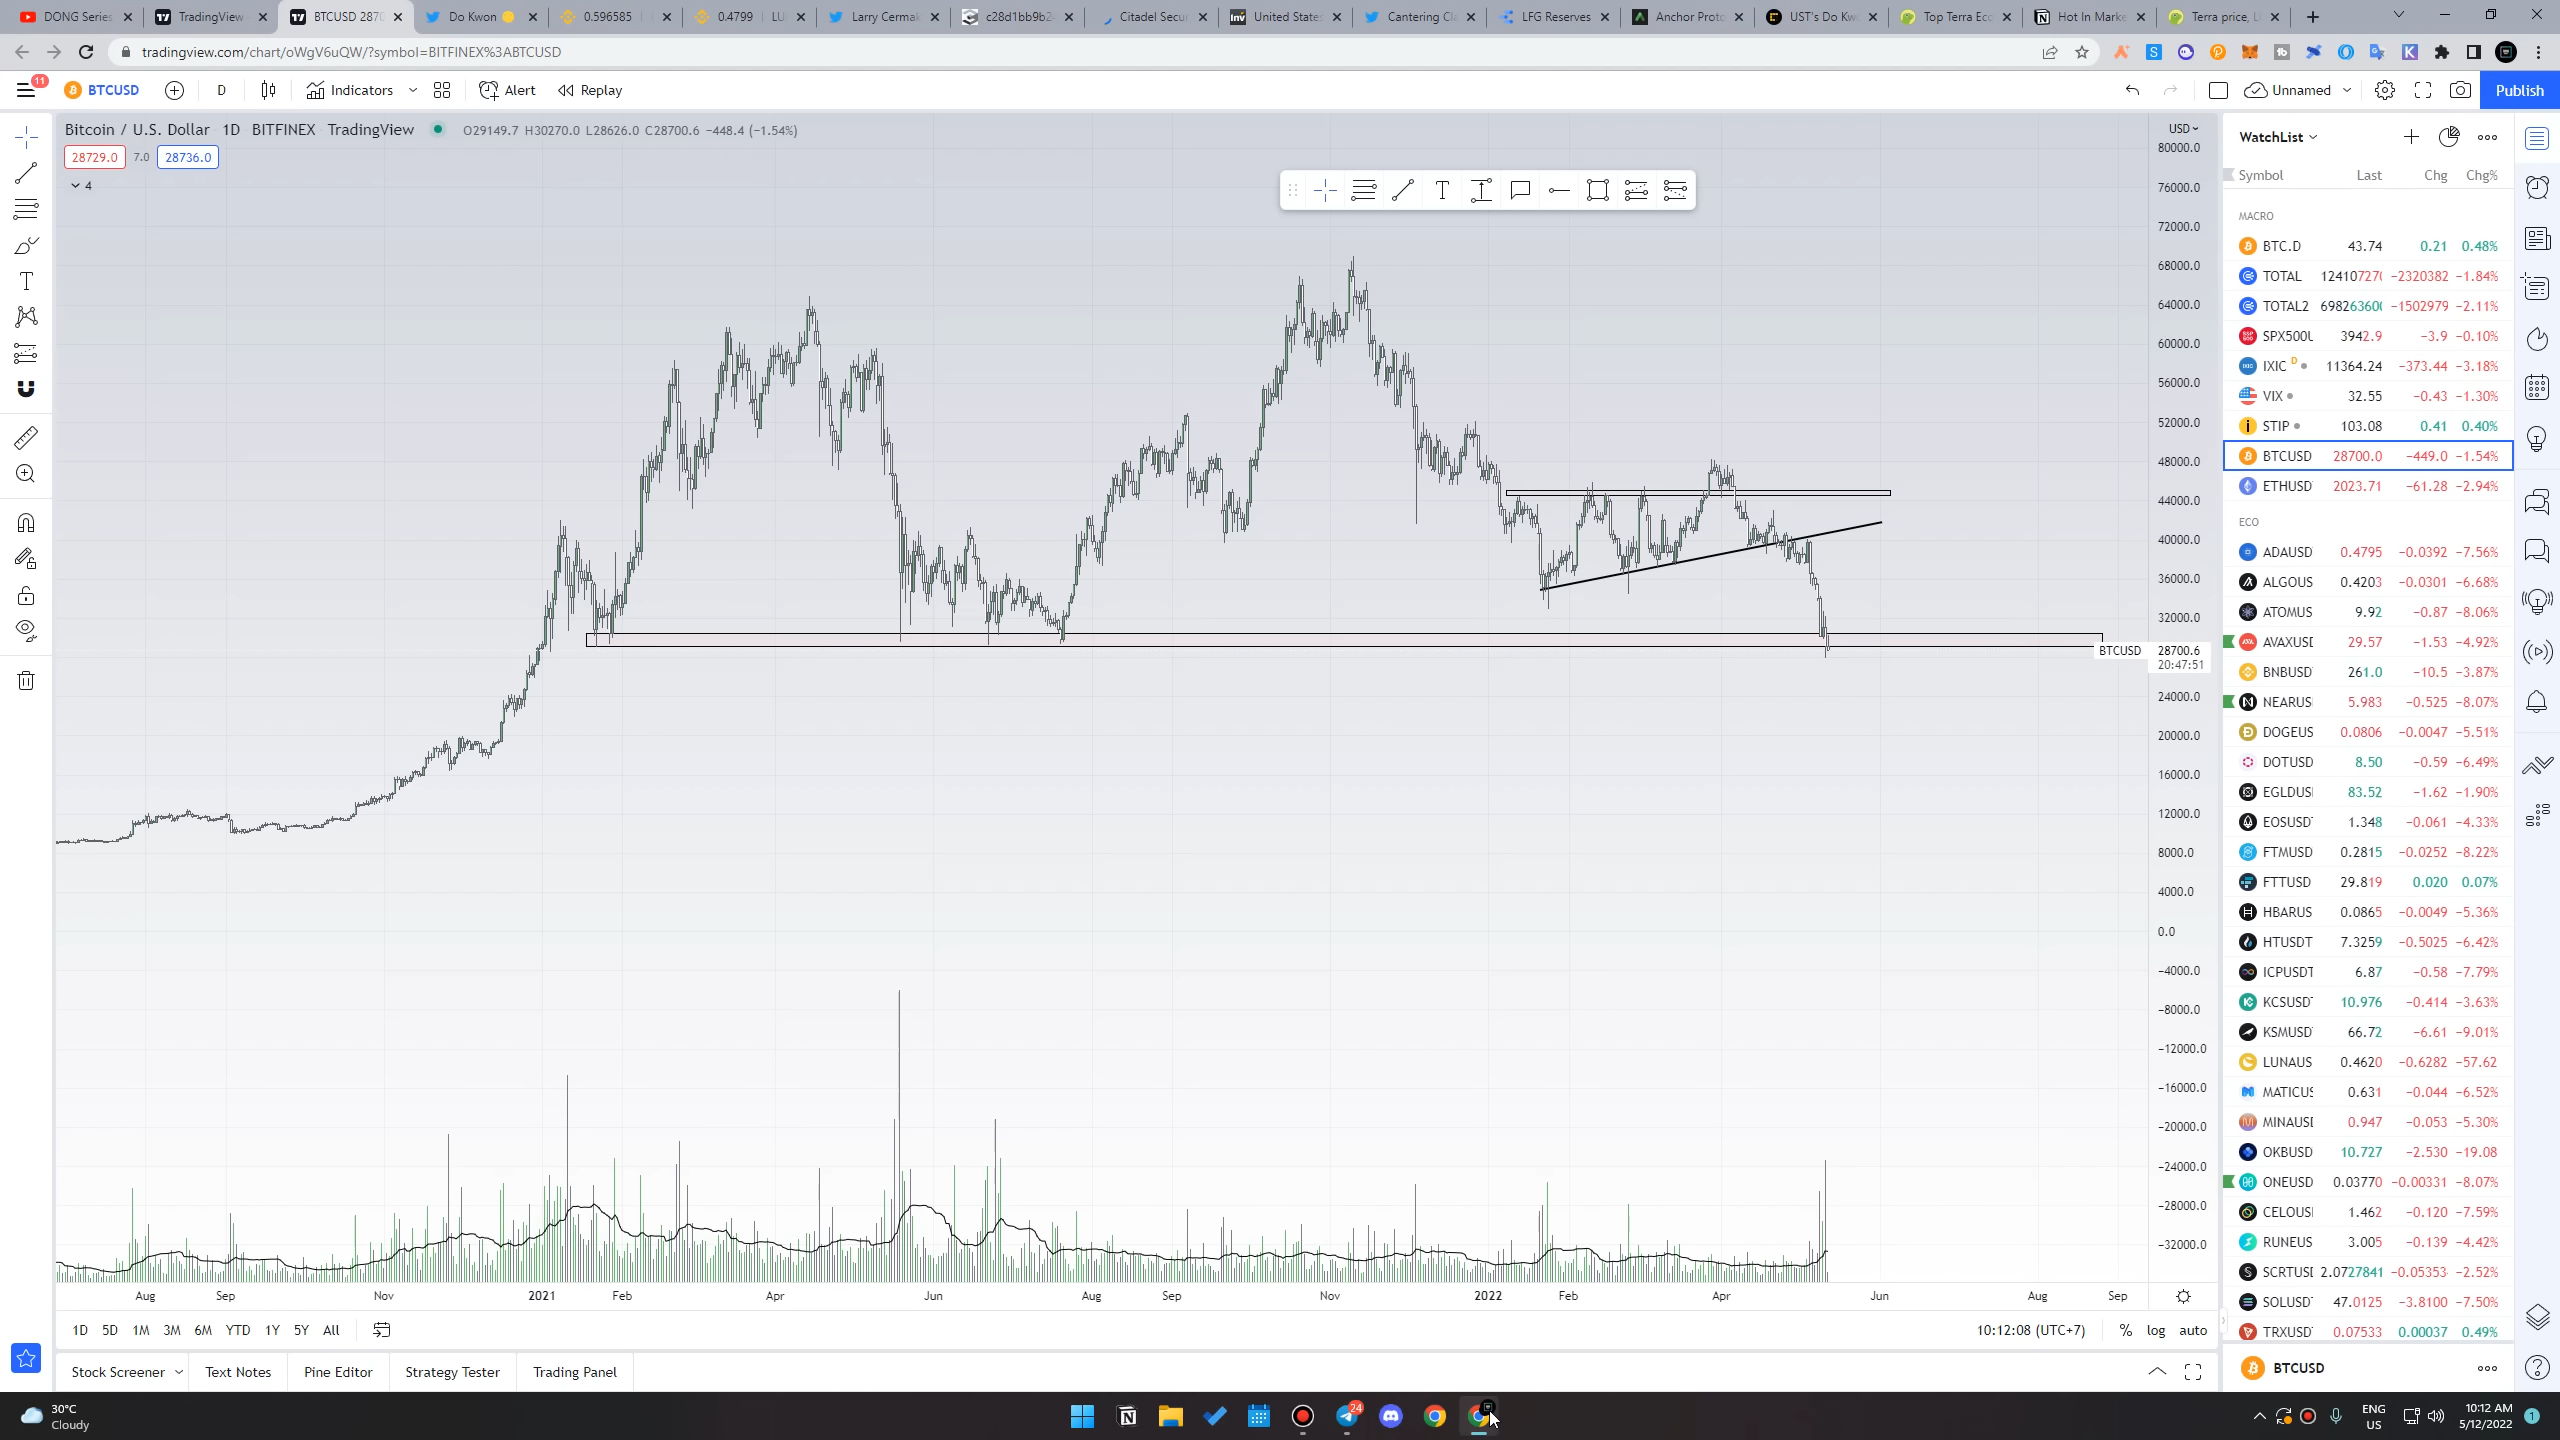 DONG Series
TradingView
BTCUSD 2870
Do Kwon
0.596585
0.4799 LU
Larry Cermak
c28d1bb9b2
Citadel Secur
United States
Cantering Cl
LFG Reserves
Anchor Proto
UST's Do Kw
Top Terra Eco
Hot In Marke
Terra price, L
tradingview.com/chart/oWgV6uQW/?symbol=BITFINEX%3ABTCUSD
11
BTCUSD D Indicators Alert Replay Unnamed Publish
Bitcoin / U.S. Dollar 1D BITFINEX TradingView O29149.7 H30270.0 L28626.0 C28700.6 −448.4 (−1.54%)
28729.0 7.0 28736.0
4
USD
80000.0
76000.0
72000.0
68000.0
64000.0
60000.0
56000.0
52000.0
48000.0
44000.0
40000.0
36000.0
32000.0
BTCUSD 28700.6
20:47:51
24000.0
20000.0
16000.0
12000.0
8000.0
4000.0
0.0
−4000.0
−8000.0
−12000.0
−16000.0
−20000.0
−24000.0
−28000.0
−32000.0
Aug Sep Nov 2021 Feb Apr Jun Aug Sep Nov 2022 Feb Apr Jun Aug Sep
1D 5D 1M 3M 6M YTD 1Y 5Y All
10:12:08 (UTC+7) % log auto
Stock Screener Text Notes Pine Editor Strategy Tester Trading Panel
WatchList
Symbol Last Chg Chg%
MACRO
BTC.D 43.74 0.21 0.48%
TOTAL 12410727 −2320382 −1.84%
TOTAL2 69826360 −1502979 −2.11%
SPX500U 3942.9 −3.9 −0.10%
IXIC D 11364.24 −373.44 −3.18%
VIX 32.55 −0.43 −1.30%
STIP 103.08 0.41 0.40%
BTCUSD 28700.0 −449.0 −1.54%
ETHUSD 2023.71 −61.28 −2.94%
ECO
ADAUSD 0.4795 −0.0392 −7.56%
ALGOUS 0.4203 −0.0301 −6.68%
ATOMUS 9.92 −0.87 −8.06%
AVAXUSD 29.57 −1.53 −4.92%
BNBUSD 261.0 −10.5 −3.87%
NEARUS 5.983 −0.525 −8.07%
DOGEUS 0.0806 −0.0047 −5.51%
DOTUSD 8.50 −0.59 −6.49%
EGLDUS 83.52 −1.62 −1.90%
EOSUSD 1.348 −0.061 −4.33%
FTMUSD 0.2815 −0.0252 −8.22%
FTTUSD 29.819 0.020 0.07%
HBARUS 0.0865 −0.0049 −5.36%
HTUSDT 7.3259 −0.5025 −6.42%
ICPUSDT 6.87 −0.58 −7.79%
KCSUSDT 10.976 −0.414 −3.63%
KSMUSD 66.72 −6.61 −9.01%
LUNAUS 0.4620 −0.6282 −57.62
MATICUS 0.631 −0.044 −6.52%
MINAUSD 0.947 −0.053 −5.30%
OKBUSD 10.727 −2.530 −19.08
ONEUSD 0.03770 −0.00331 −8.07%
CELOUS 1.462 −0.120 −7.59%
RUNEUS 3.005 −0.139 −4.42%
SCRTUSD 2.0727841 −0.05353 −2.52%
SOLUSDT 47.0125 −3.8100 −7.50%
TRXUSDT 0.07533 0.00037 0.49%
BTCUSD
30°C
Cloudy
24
ENG
US
10:12 AM
5/12/2022
1